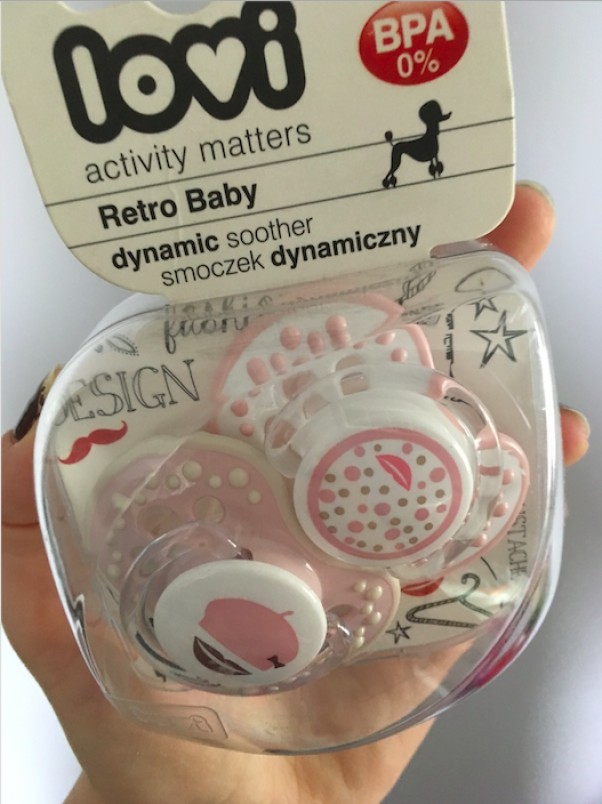 lovi
BPA
0%
activity matters
Retro Baby
dynamic soother
smoczek dynamiczny
DESIGN